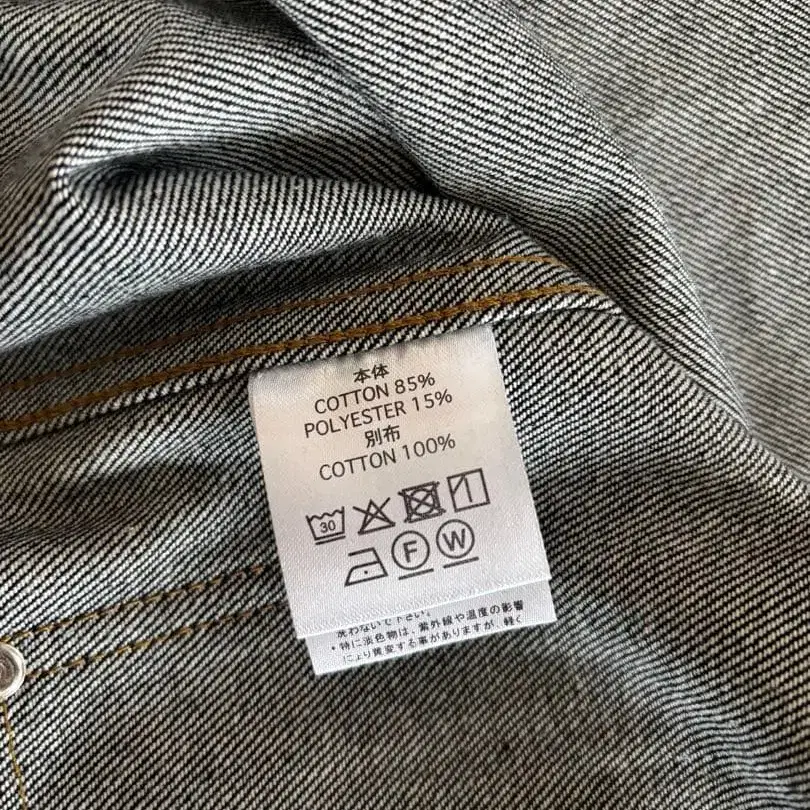 本体
COTTON 85%
POLYESTER 15%
別布
COTTON 100%
30
F W
洗わないで下さい。
・特に淡色物は、紫外線や温度の影響
により黄変する事がありますが、軽く